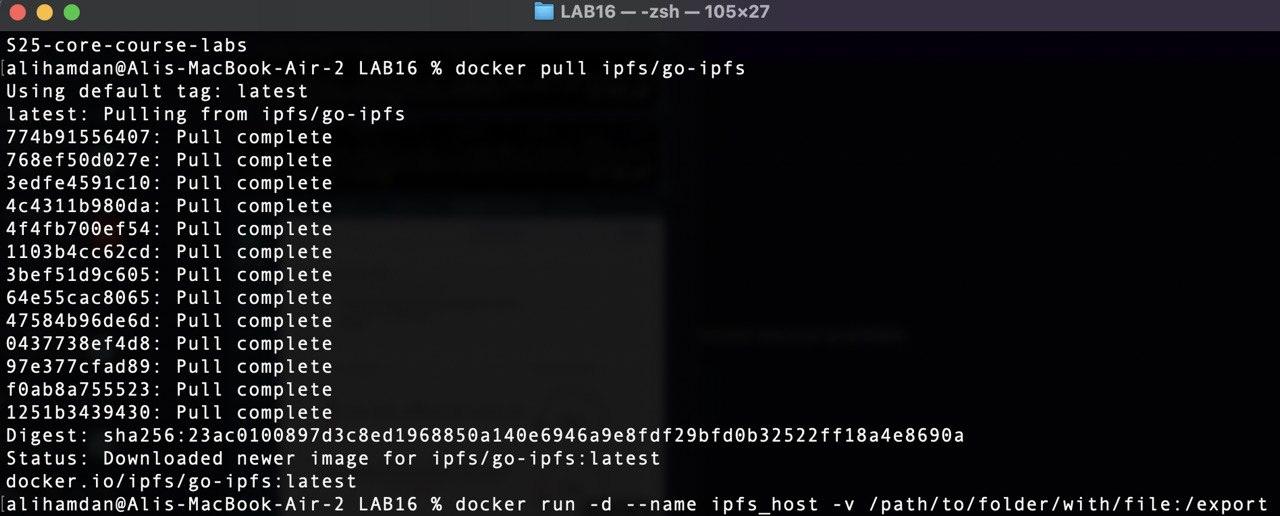 LAB16 — -zsh — 105×27
S25-core-course-labs
[alihamdan@Alis-MacBook-Air-2 LAB16 % docker pull ipfs/go-ipfs
Using default tag: latest
latest: Pulling from ipfs/go-ipfs
774b91556407: Pull complete
768ef50d027e: Pull complete
3edfe4591c10: Pull complete
4c4311b980da: Pull complete
4f4fb700ef54: Pull complete
1103b4cc62cd: Pull complete
3bef51d9c605: Pull complete
64e55cac8065: Pull complete
47584b96de6d: Pull complete
0437738ef4d8: Pull complete
97e377cfad89: Pull complete
f0ab8a755523: Pull complete
1251b3439430: Pull complete
Digest: sha256:23ac0100897d3c8ed1968850a140e6946a9e8fdf29bfd0b32522ff18a4e8690a
Status: Downloaded newer image for ipfs/go-ipfs:latest
docker.io/ipfs/go-ipfs:latest
[alihamdan@Alis-MacBook-Air-2 LAB16 % docker run -d --name ipfs_host -v /path/to/folder/with/file:/export